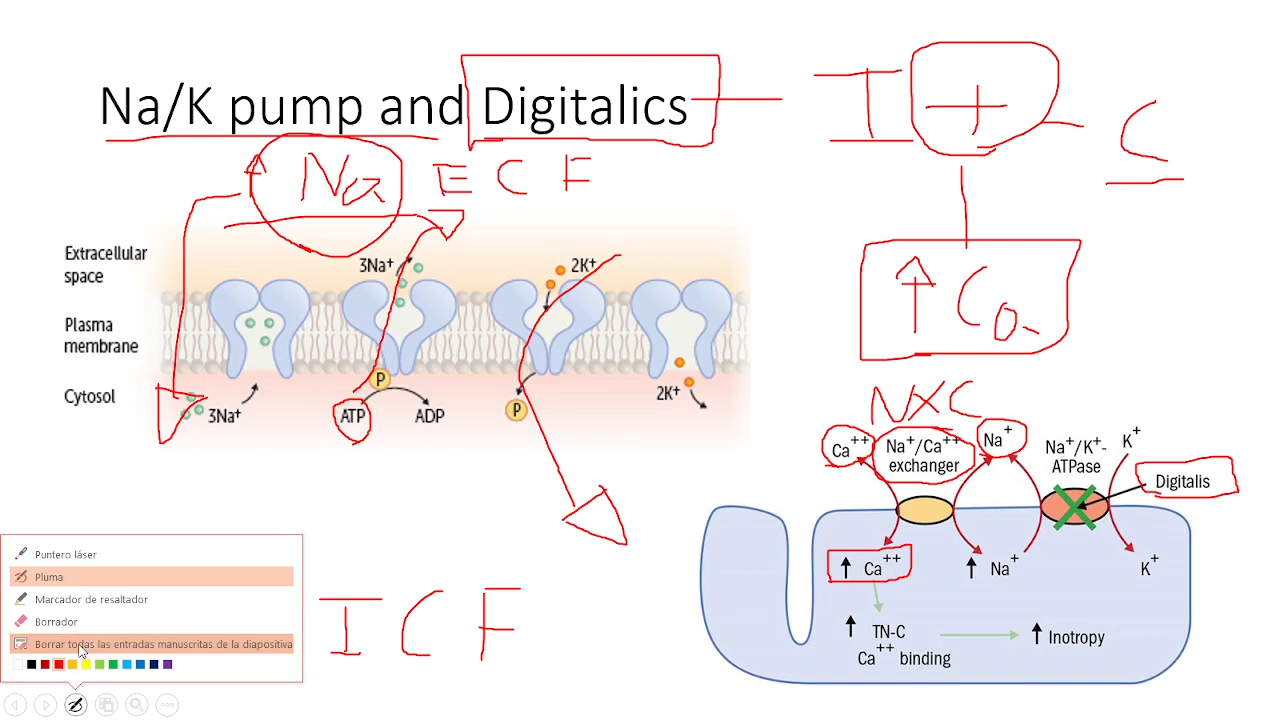 Na/K pump and Digitalics
I + C
↑ Na ECF
↑ Ca
Extracellular
space
3Na⁺
2K⁺
Plasma
membrane
Cytosol
3Na⁺
P
ATP
ADP
P
2K⁺
ICF
NXC
Ca⁺⁺
Na⁺/Ca⁺⁺
exchanger
Na⁺
Na⁺/K⁺-
ATPase
K⁺
Digitalis
↑ Ca⁺⁺
↑ Na⁺
K⁺
↑ TN-C
Ca⁺⁺ binding
↑ Inotropy
Puntero láser
Pluma
Marcador de resaltador
Borrador
Borrar todas las entradas manuscritas de la diapositiva